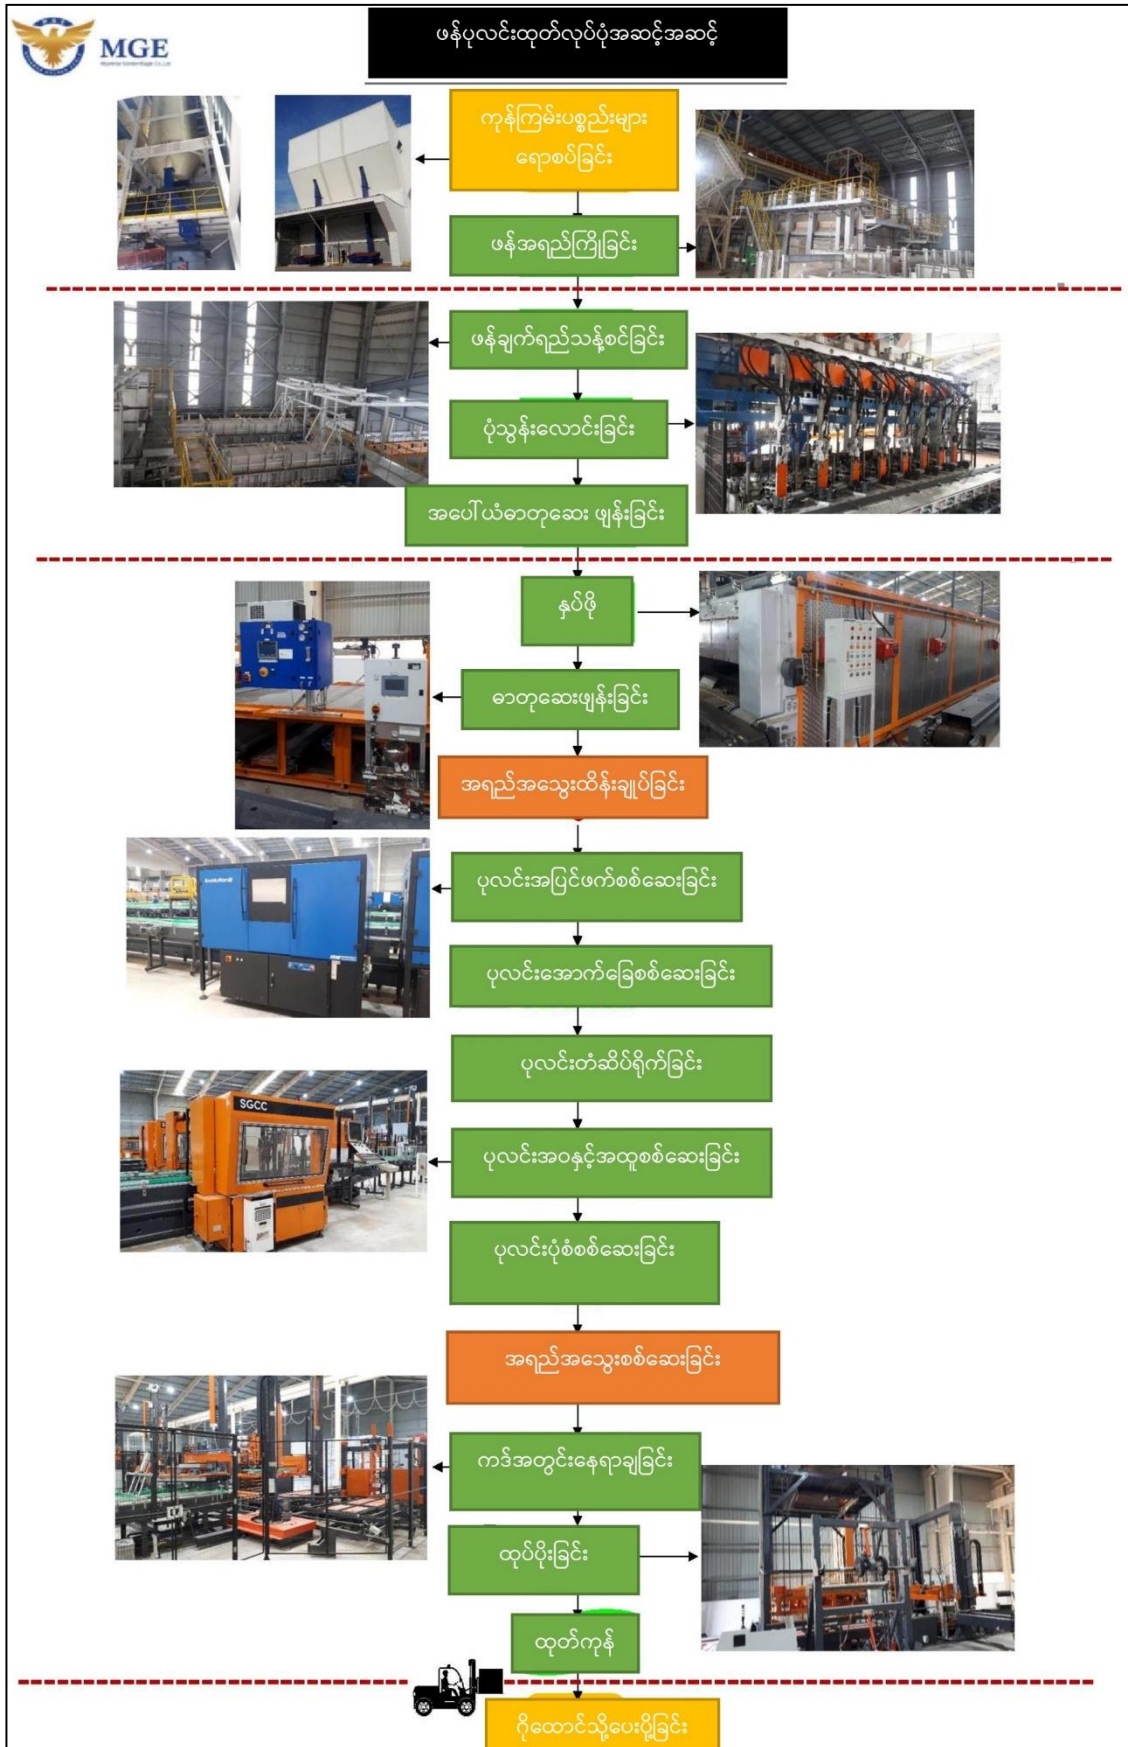 MGE
Myanmar Golden Eagle Co.,Ltd
ဖန်ပုလင်းထုတ်လုပ်ပုံအဆင့်အဆင့်
ကုန်ကြမ်းပစ္စည်းများ
ရောစပ်ခြင်း
ဖန်အရည်ကြိုခြင်း
ဖန်ချက်ရည်သန့်စင်ခြင်း
ပုံသွန်းလောင်းခြင်း
အပေါ်ယံဓာတုဆေး ဖျန်းခြင်း
နှပ်ဖို
ဓာတုဆေးဖျန်းခြင်း
အရည်အသွေးထိန်းချုပ်ခြင်း
ပုလင်းအပြင်ဖက်စစ်ဆေးခြင်း
ပုလင်းအောက်ခြေစစ်ဆေးခြင်း
ပုလင်းတံဆိပ်ရိုက်ခြင်း
SGCC
ပုလင်းအဝနှင့်အထူစစ်ဆေးခြင်း
ပုလင်းပုံစံစစ်ဆေးခြင်း
အရည်အသွေးစစ်ဆေးခြင်း
ကဒ်အတွင်းနေရာချခြင်း
ထုပ်ပိုးခြင်း
ထုတ်ကုန်
ဂိုထောင်သို့ပေးပို့ခြင်း